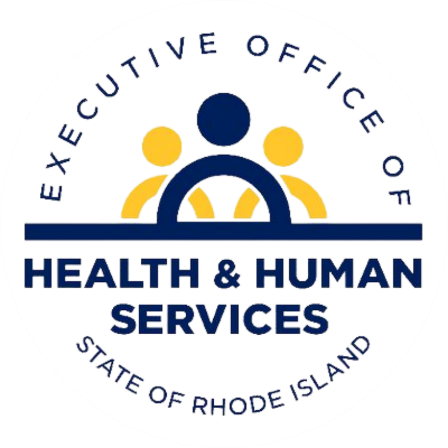 EXECUTIVE OFFICE OF
HEALTH & HUMAN
SERVICES
STATE OF RHODE ISLAND